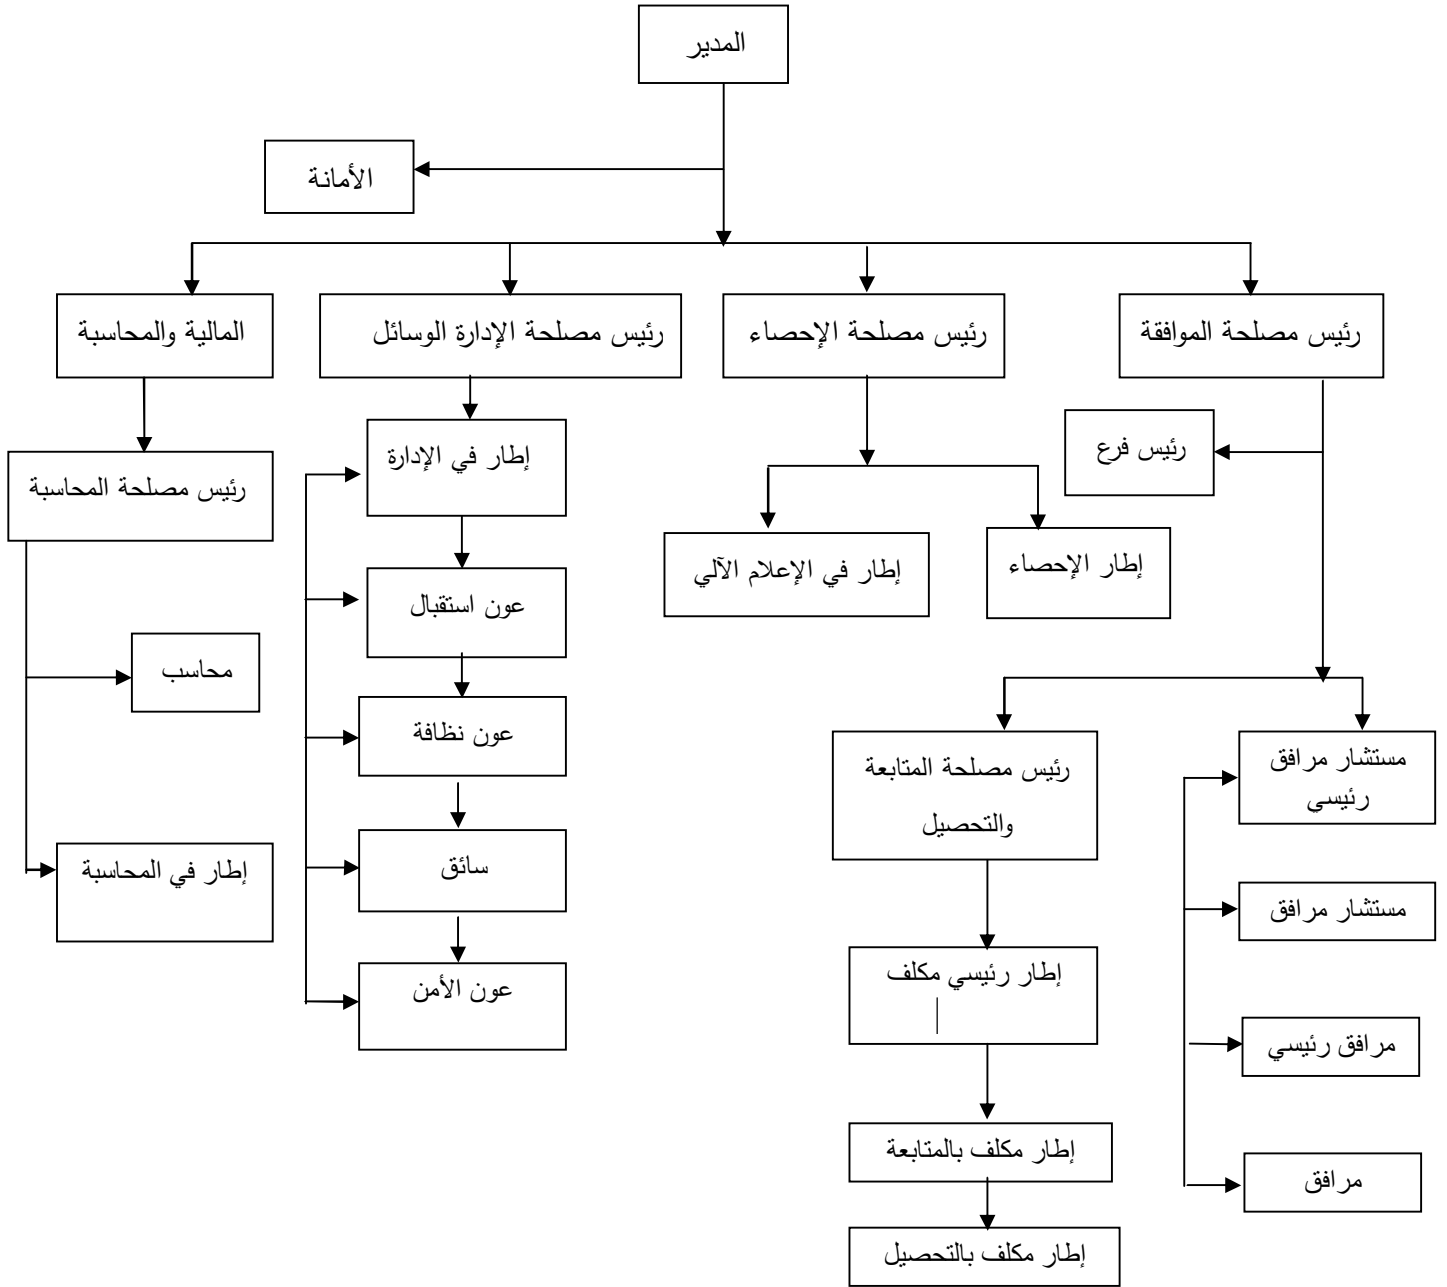 المدير
الأمانة
رئيس مصلحة الموافقة
رئيس مصلحة الإحصاء
رئيس مصلحة الإدارة الوسائل
المالية والمحاسبة
رئيس فرع
إطار في الإدارة
رئيس مصلحة المحاسبة
إطار الإحصاء
إطار في الإعلام الآلي
عون استقبال
محاسب
عون نظافة
مستشار مرافق
رئيسي
رئيس مصلحة المتابعة
والتحصيل
سائق
إطار في المحاسبة
مستشار مرافق
إطار رئيسي مكلف
عون الأمن
مرافق رئيسي
إطار مكلف بالمتابعة
مرافق
إطار مكلف بالتحصيل